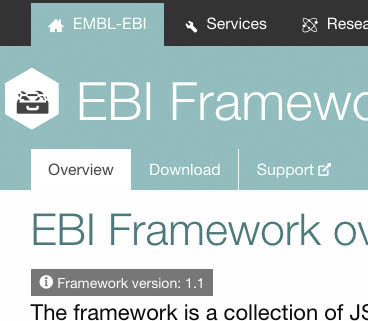 EMBL-EBI Services Resea
EBI Framewo
Overview Download Support
EBI Framework ov
Framework version: 1.1
The framework is a collection of JS